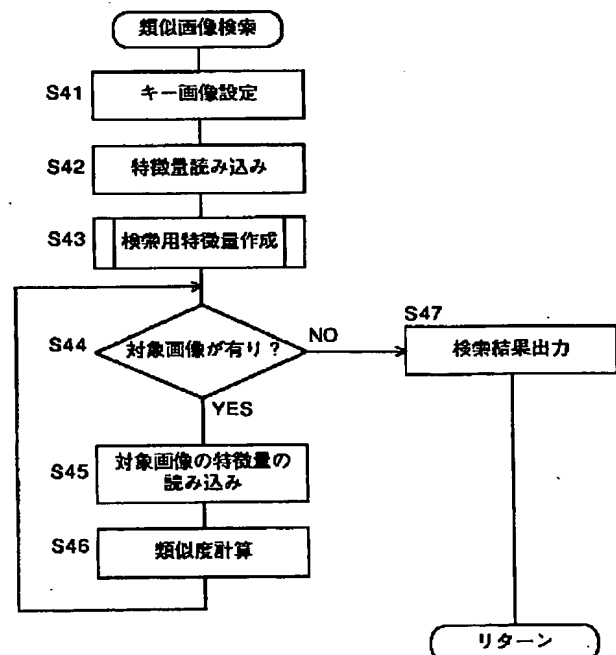 類似画像検索
S41
キー画像設定
S42
特徴量読み込み
S43
検索用特徴量作成
S44
対象画像が有り?
NO
YES
S47
検索結果出力
S45
対象画像の特徴量の
読み込み
S46
類似度計算
リターン